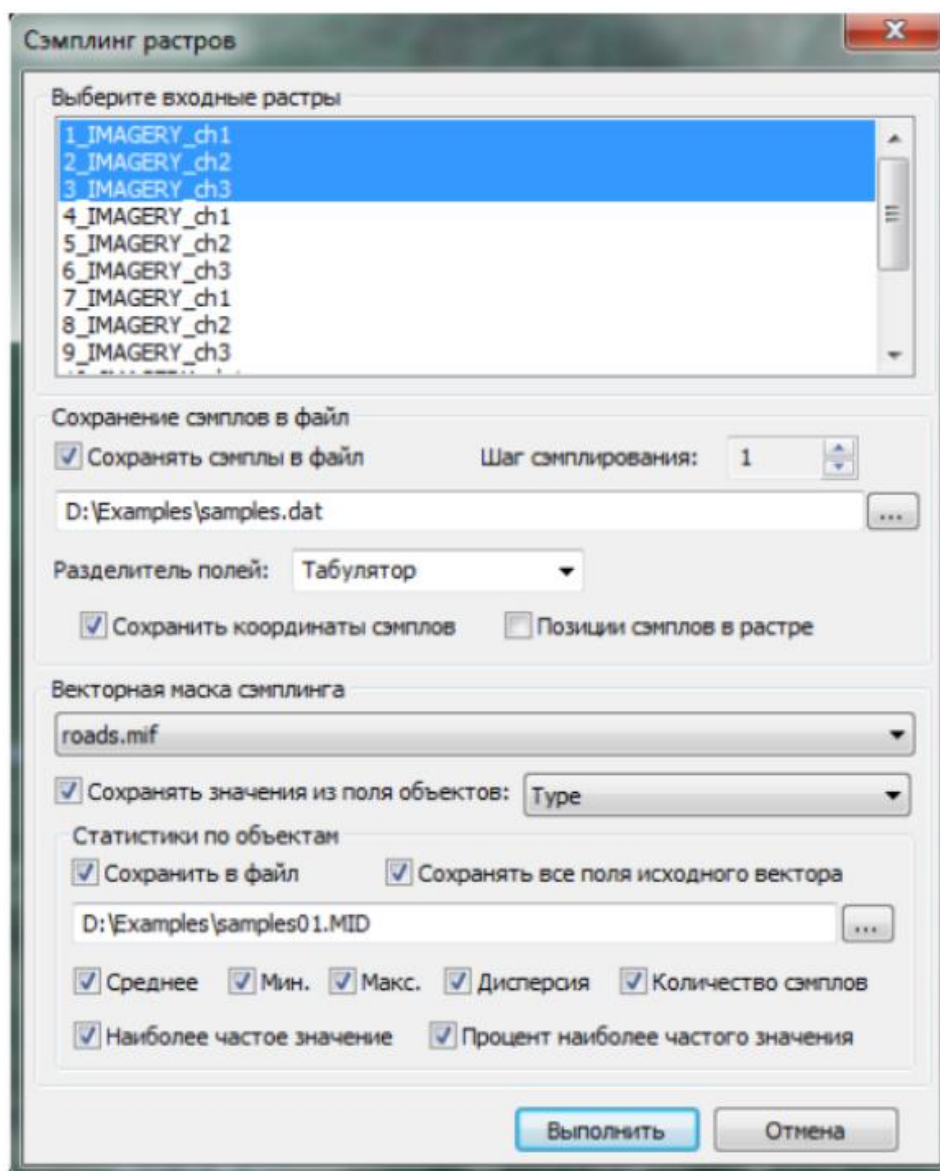 Сэмплинг растров
Выберите входные растры
1_IMAGERY_ch1
2_IMAGERY_ch2
3_IMAGERY_ch3
4_IMAGERY_ch1
5_IMAGERY_ch2
6_IMAGERY_ch3
7_IMAGERY_ch1
8_IMAGERY_ch2
9_IMAGERY_ch3
Сохранение сэмплов в файл
Сохранять сэмплы в файл Шаг сэмплирования: 1
D:\Examples\samples.dat ...
Разделитель полей: Табулятор
Сохранить координаты сэмплов Позиции сэмплов в растре
Векторная маска сэмплинга
roads.mif
Сохранять значения из поля объектов: Type
Статистики по объектам
Сохранить в файл Сохранять все поля исходного вектора
D:\Examples\samples01.MID ...
Среднее Мин. Макс. Дисперсия Количество сэмплов
Наиболее частое значение Процент наиболее частого значения
Выполнить Отмена